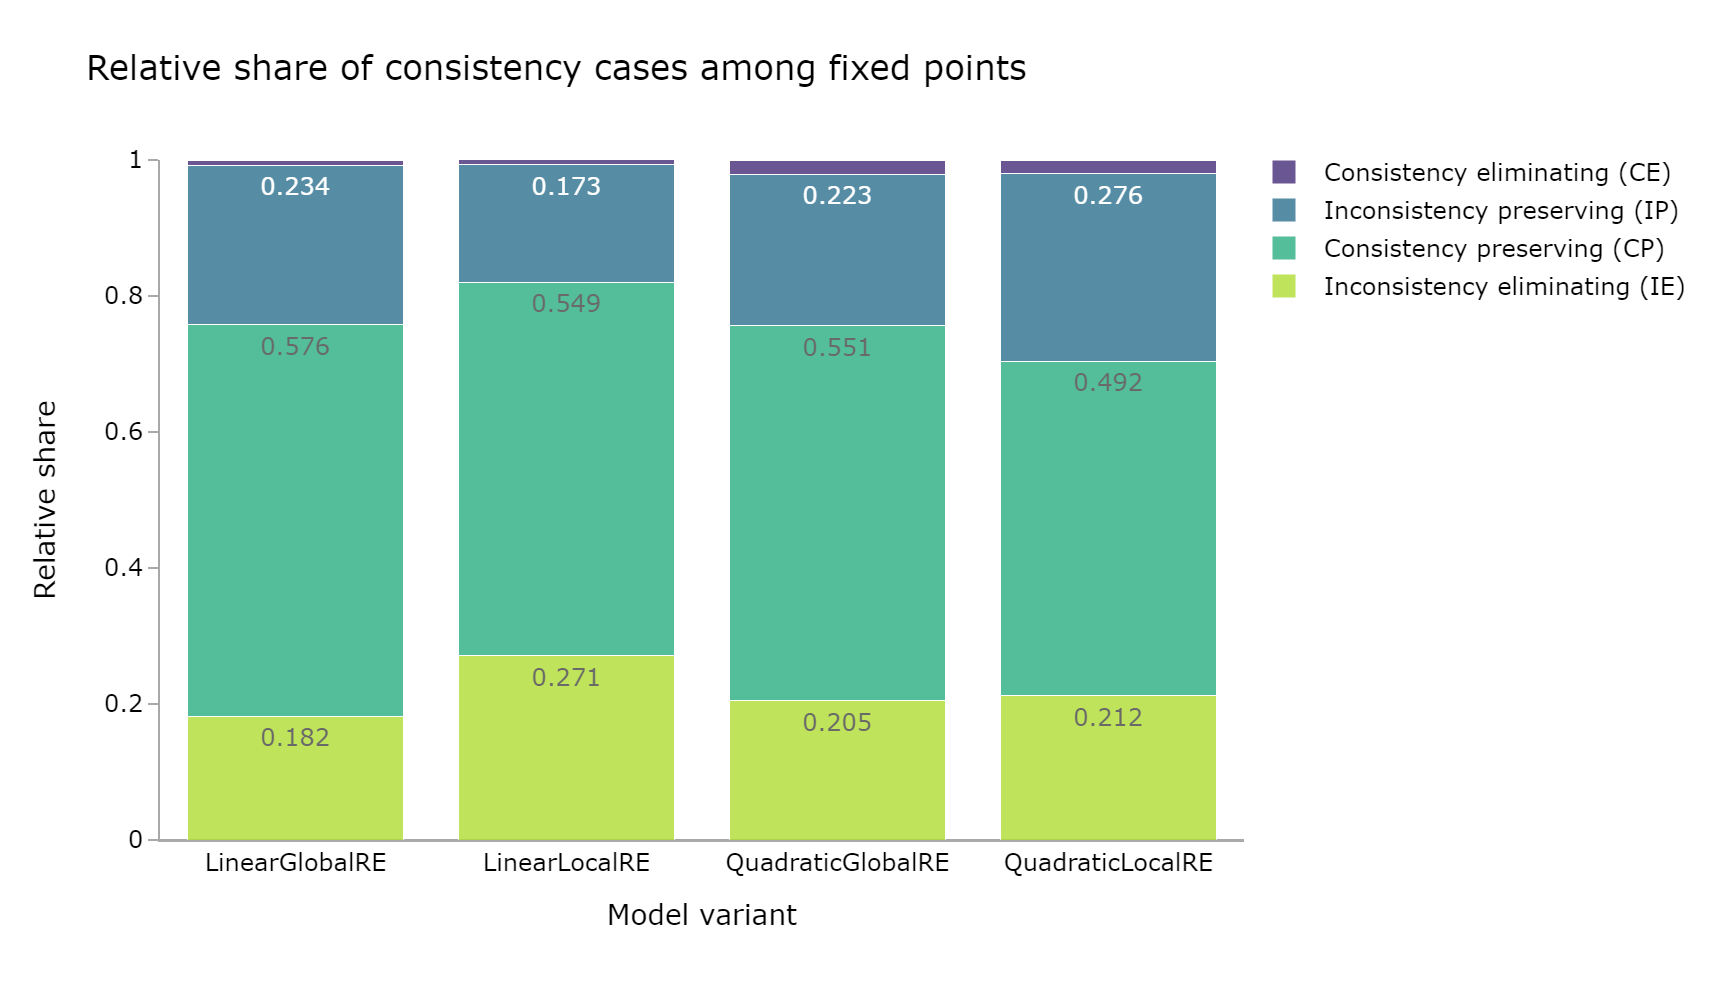 Relative share of consistency cases among fixed points
Consistency eliminating (CE)
Inconsistency preserving (IP)
Consistency preserving (CP)
Inconsistency eliminating (IE)
Relative share
1
0.8
0.6
0.4
0.2
0
0.234
0.576
0.182
0.173
0.549
0.271
0.223
0.551
0.205
0.276
0.492
0.212
LinearGlobalRE
LinearLocalRE
QuadraticGlobalRE
QuadraticLocalRE
Model variant